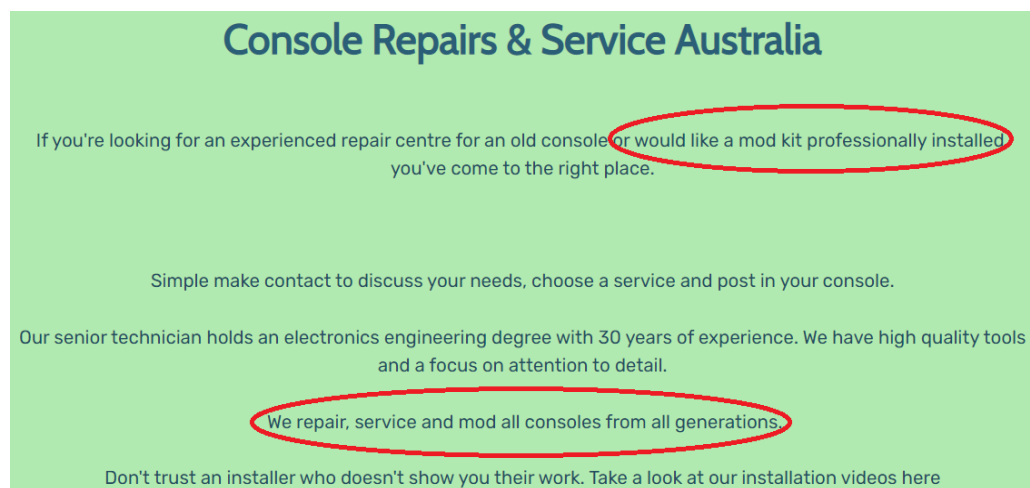 Console Repairs & Service Australia
If you're looking for an experienced repair centre for an old console or would like a mod kit professionally installed
you've come to the right place.
Simple make contact to discuss your needs, choose a service and post in your console.
Our senior technician holds an electronics engineering degree with 30 years of experience. We have high quality tools
and a focus on attention to detail.
We repair, service and mod all consoles from all generations.
Don't trust an installer who doesn't show you their work. Take a look at our installation videos here